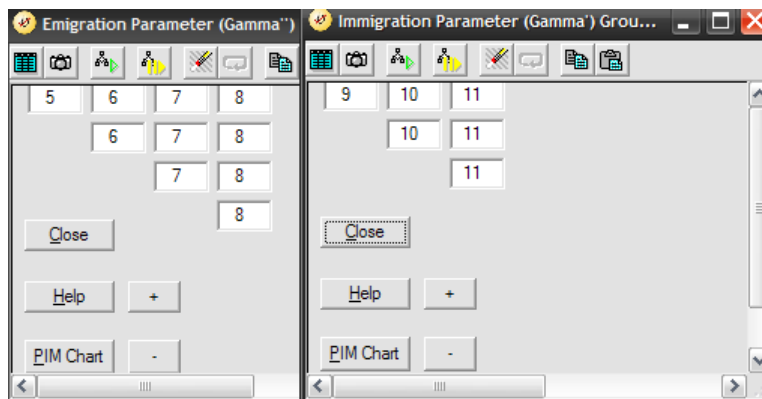 Emigration Parameter (Gamma'')
5 6 7 8
6 7 8
7 8
8
Close
Help +
PIM Chart -
Immigration Parameter (Gamma') Grou...
9 10 11
10 11
11
Close
Help +
PIM Chart -